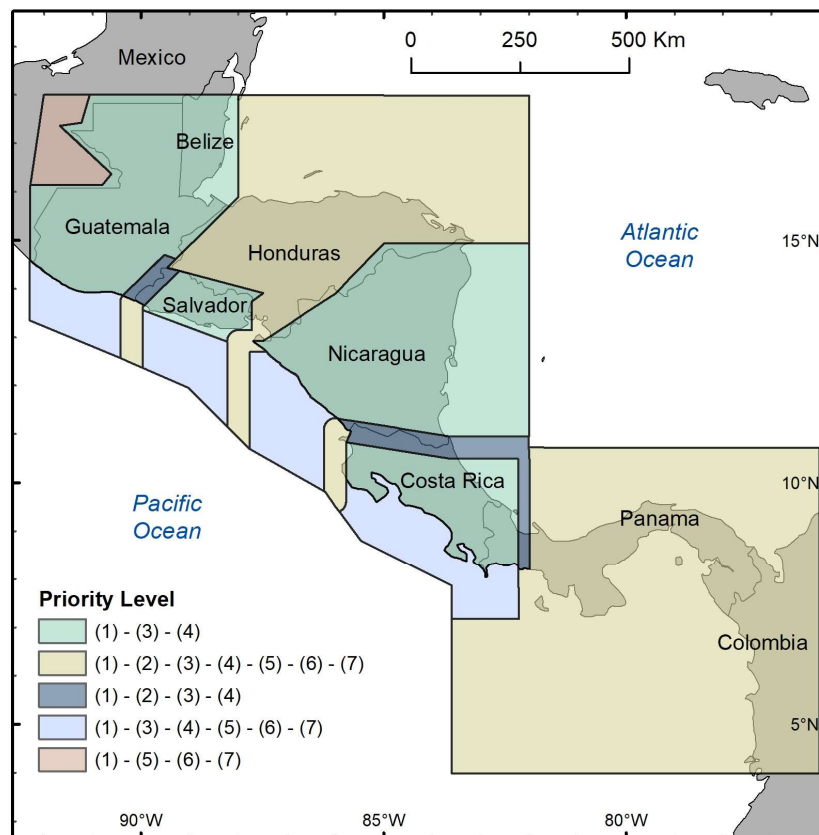 0 250 500 Km
Mexico
Belize
Guatemala
Honduras
Atlantic
Ocean
15°N
Salvador
Nicaragua
Costa Rica
10°N
Pacific
Ocean
Panama
Colombia
5°N
Priority Level
(1) - (3) - (4)
(1) - (2) - (3) - (4) - (5) - (6) - (7)
(1) - (2) - (3) - (4)
(1) - (3) - (4) - (5) - (6) - (7)
(1) - (5) - (6) - (7)
90°W 85°W 80°W